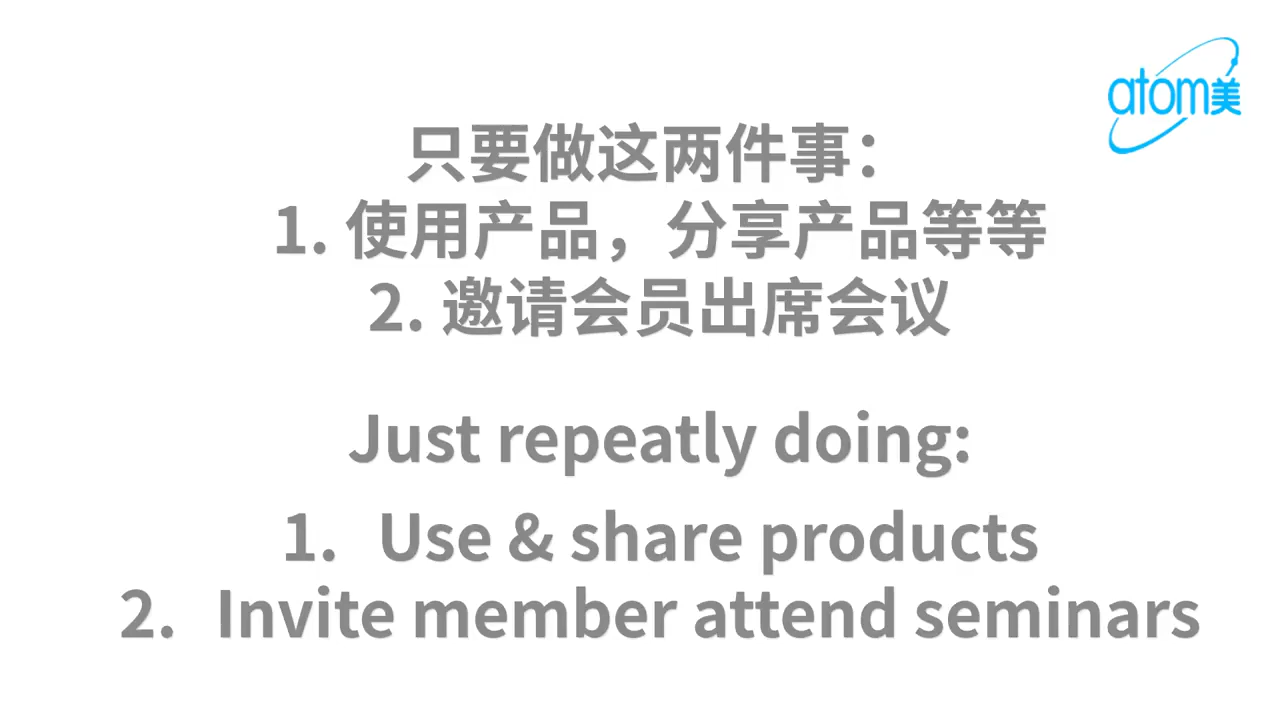 atom美
只要做这两件事：
1. 使用产品，分享产品等等
2. 邀请会员出席会议
Just repeatly doing:
1. Use & share products
2. Invite member attend seminars